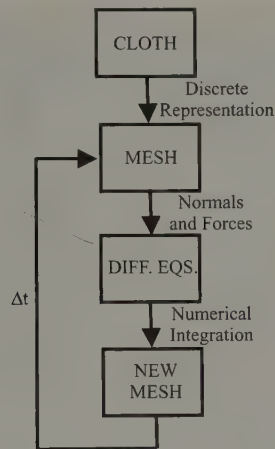 CLOTH
Discrete
Representation
MESH
Normals
and Forces
DIFF. EQS.
Δt
Numerical
Integration
NEW
MESH